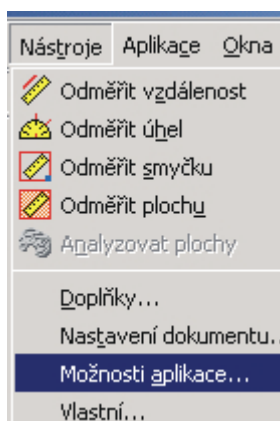 Nástroje Aplikace Okna
Odměřit vzdálenost
Odměřit úhel
Odměřit smyčku
Odměřit plochu
Analyzovat plochy
Doplňky...
Nastavení dokumentu..
Možnosti aplikace...
Vlastní...